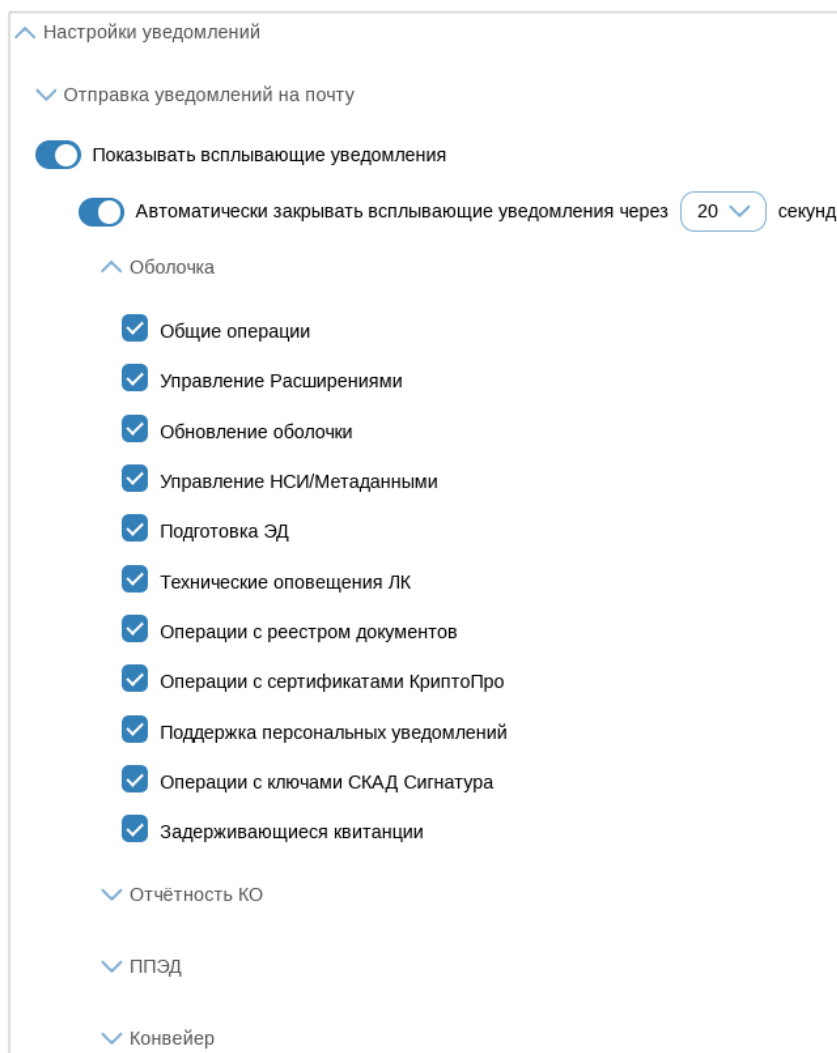 Настройки уведомлений
Отправка уведомлений на почту
Показывать всплывающие уведомления
Автоматически закрывать всплывающие уведомления через 20 секунд
Оболочка
Общие операции
Управление Расширениями
Обновление оболочки
Управление НСИ/Метаданными
Подготовка ЭД
Технические оповещения ЛК
Операции с реестром документов
Операции с сертификатами КриптоПро
Поддержка персональных уведомлений
Операции с ключами СКАД Сигнатура
Задерживающиеся квитанции
Отчётность КО
ППЭД
Конвейер